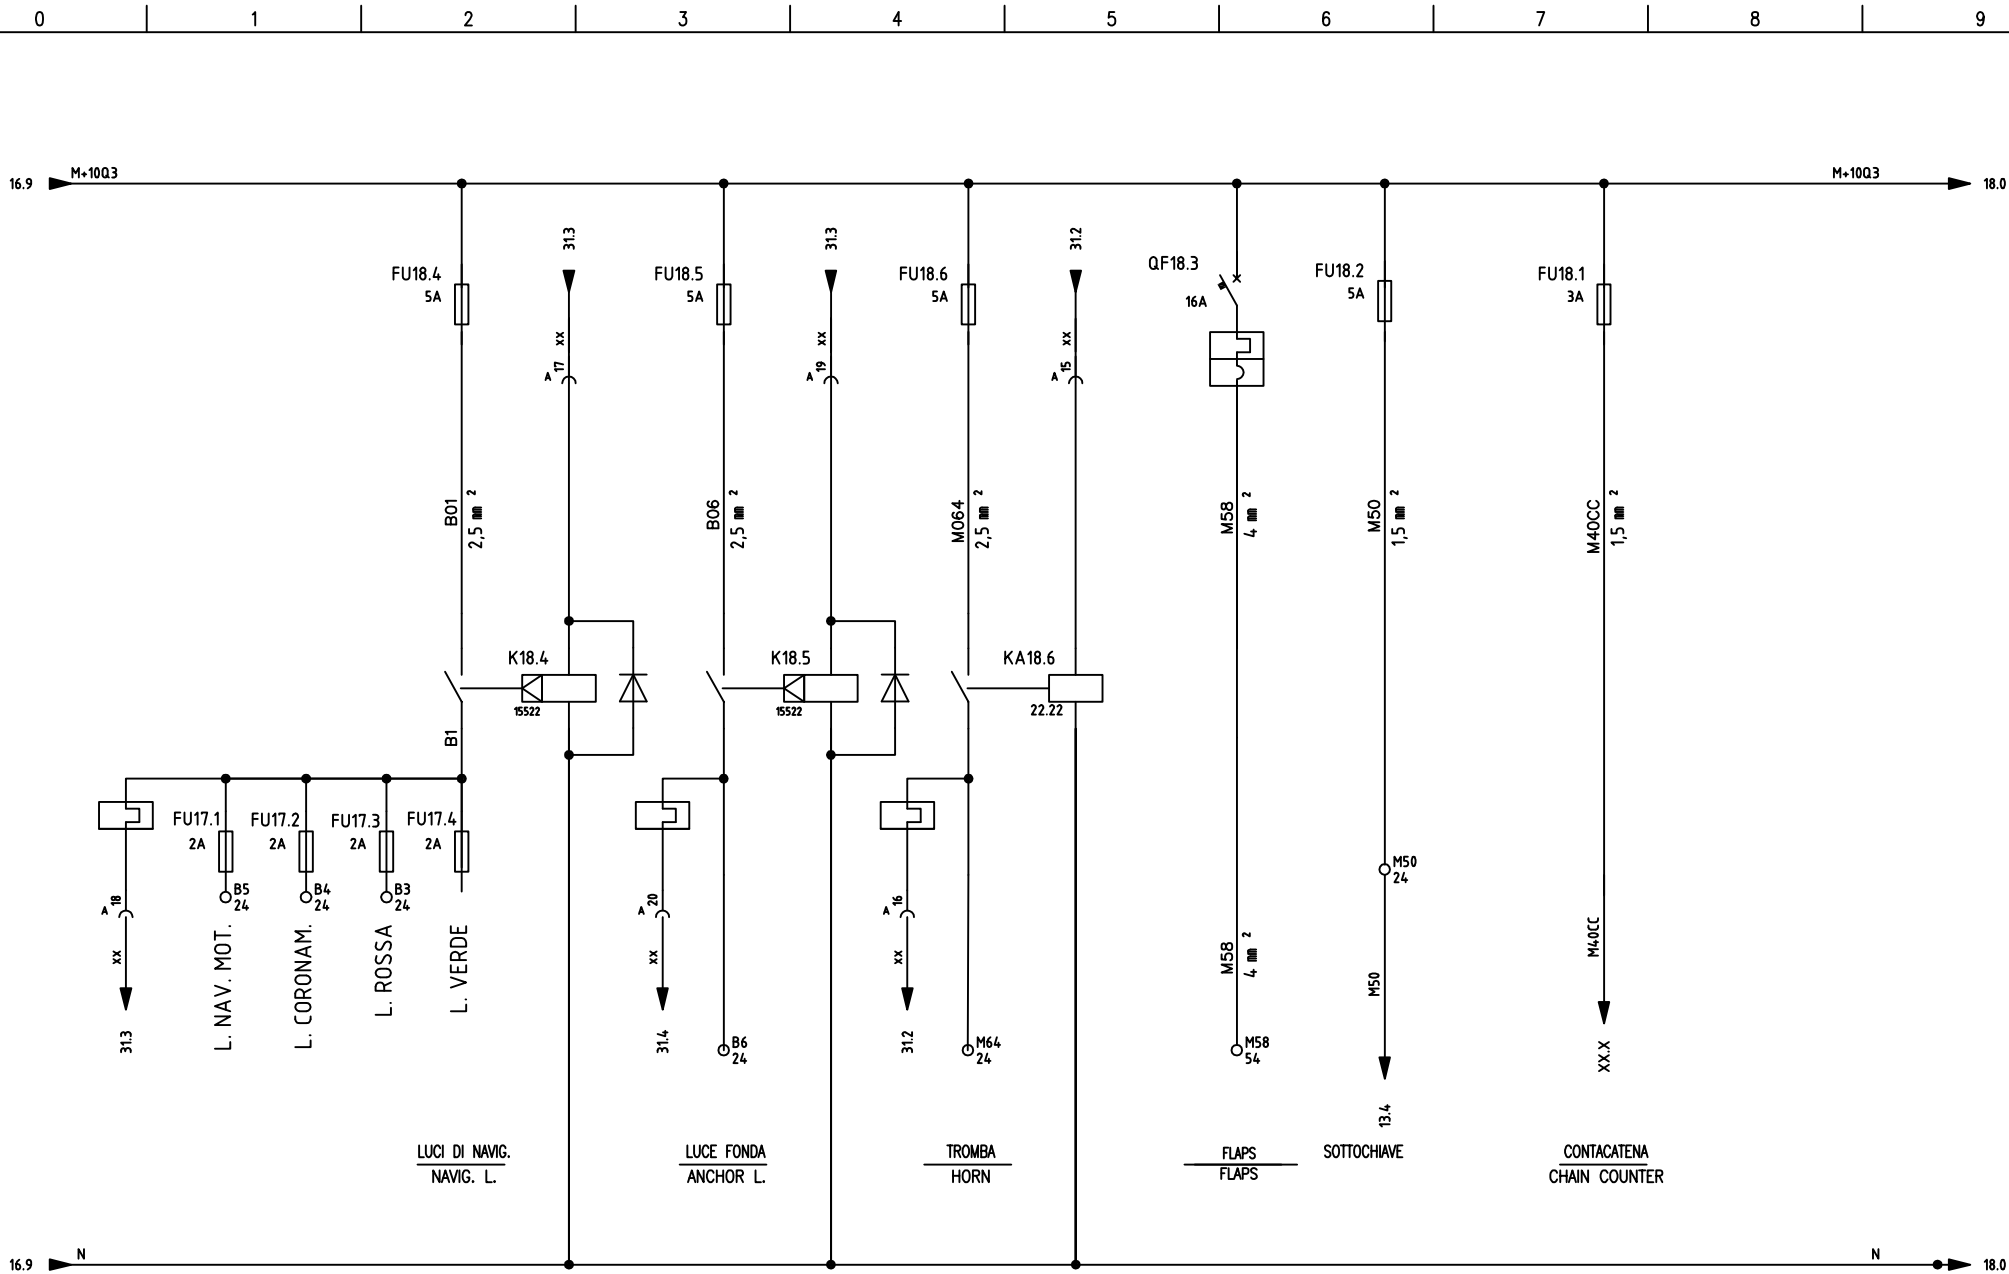 0 1 2 3 4 5 6 7 8 9
16.9 M+10Q3 M+10Q3 18.0
31.3 31.3 31.2
FU18.4 FU18.5 FU18.6 QF18.3 FU18.2 FU18.1
5A 5A 5A 16A 5A 3A
xx xx xx
A 17 A 19 A 15
B01 B06 M064 M58 M50 M40CC
2,5 mm 2 2,5 mm 2 2,5 mm 2 4 mm 2 1,5 mm 2 1,5 mm 2
K18.4 K18.5 KA18.6
15522 15522 22.22
B1
FU17.1 FU17.2 FU17.3 FU17.4
2A 2A 2A 2A
M50
24
B5 B4 B3
24 24 24
A 18 A 20 A 16
xx xx xx
L. NAV. MOT. L. CORONAM. L. ROSSA L. VERDE
M58
4 mm 2
M50
M40CC
31.3 31.4 31.2
B6 M64 M58
24 24 54
XX.X
13.4
LUCI DI NAVIG. LUCE FONDA TROMBA FLAPS SOTTOCHIAVE CONTACATENA
NAVIG. L. ANCHOR L. HORN FLAPS CHAIN COUNTER
16.9 N N 18.0